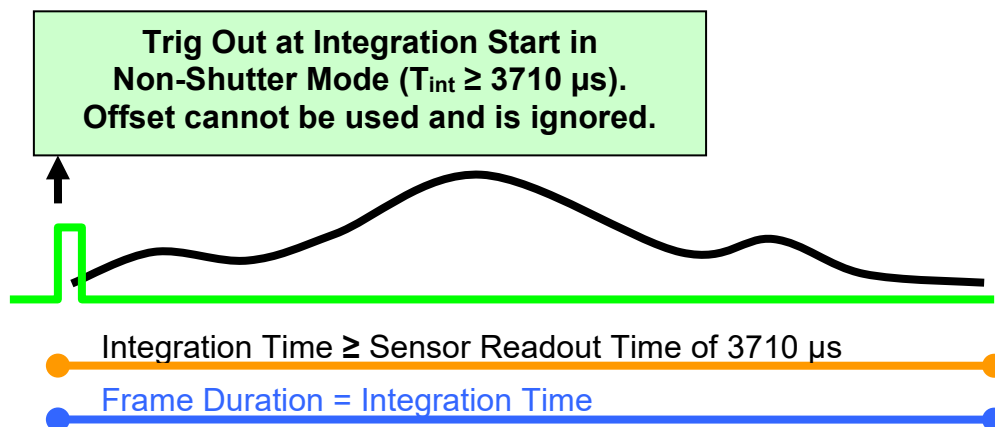 Trig Out at Integration Start in
Non-Shutter Mode (Tint ≥ 3710 µs).
Offset cannot be used and is ignored.
Integration Time ≥ Sensor Readout Time of 3710 µs
Frame Duration = Integration Time